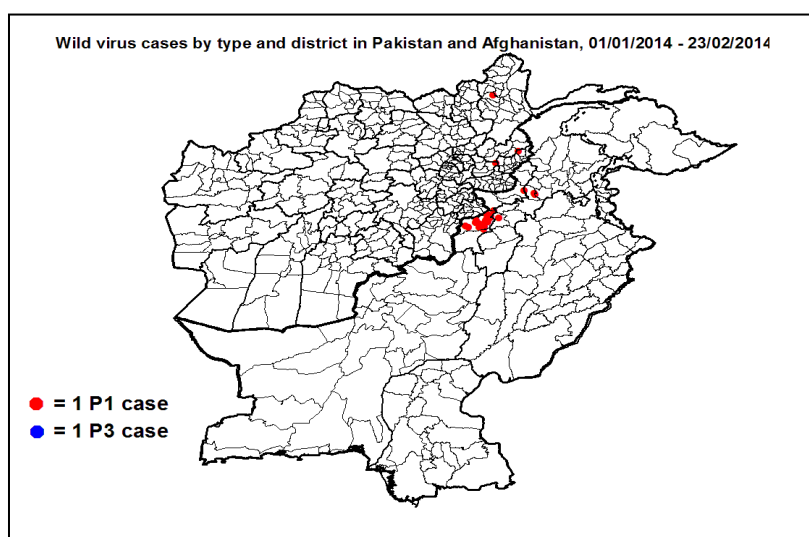 Wild virus cases by type and district in Pakistan and Afghanistan, 01/01/2014 - 23/02/2014
= 1 P1 case
= 1 P3 case